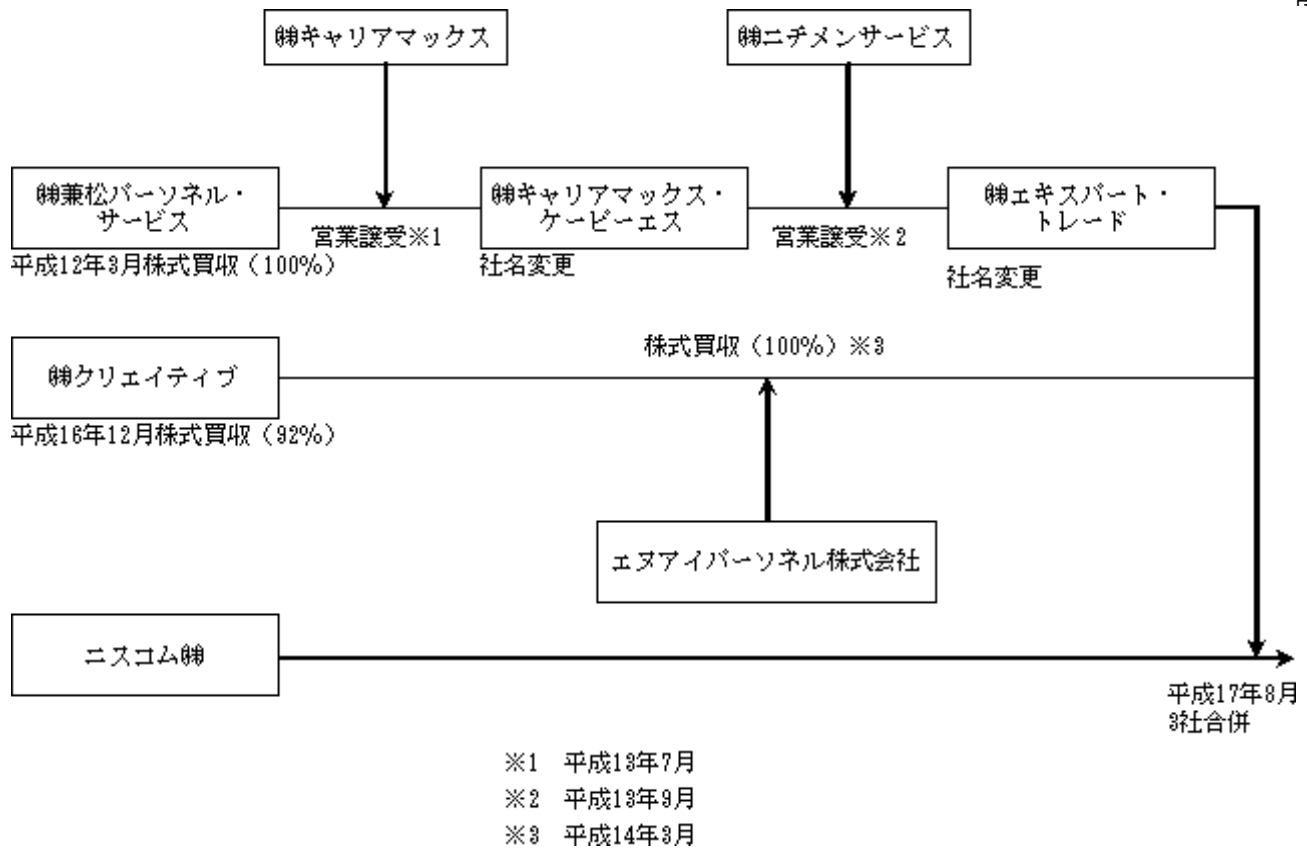 ㈱キャリアマックス
㈱ニチメンサービス
㈱兼松パーソネル・
サービス
㈱キャリアマックス・
ケーピーエス
㈱エキスパート・
トレード
営業譲受※1
営業譲受※2
平成12年3月株式買収（100%）
社名変更
社名変更
株式買収（100%）※3
㈱クリエイティブ
平成16年12月株式買収（92%）
エヌアイパーソネル株式会社
ニスコム㈱
平成17年8月
3社合併
※1　平成13年7月
※2　平成13年9月
※3　平成14年3月